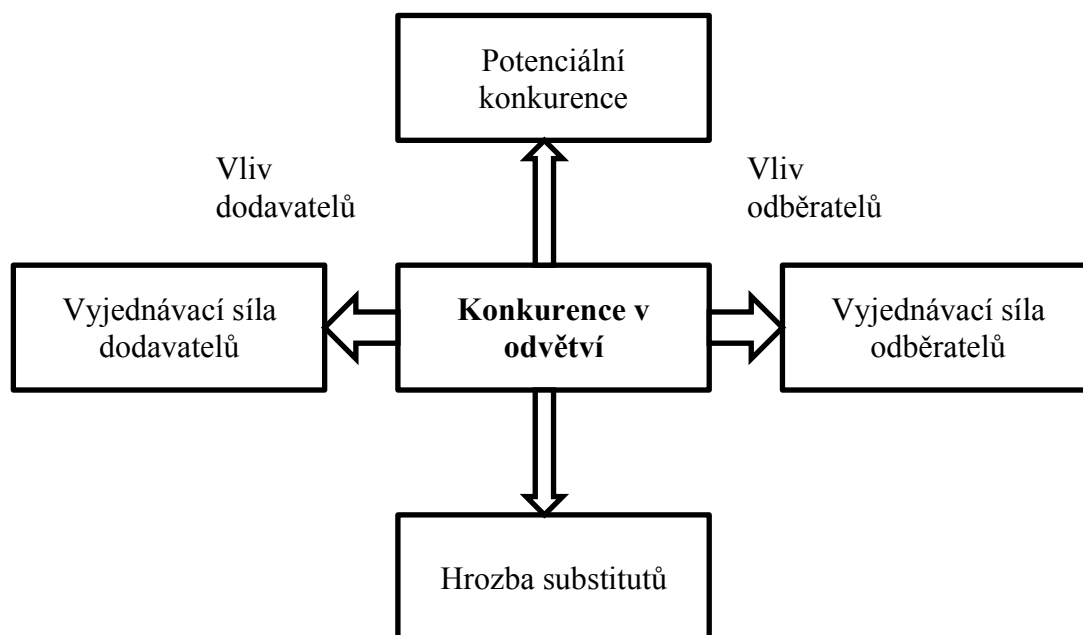 Potenciální
konkurence
Vliv
dodavatelů
Vliv
odběratelů
Vyjednávací síla
dodavatelů
Konkurence v
odvětví
Vyjednávací síla
odběratelů
Hrozba substitutů